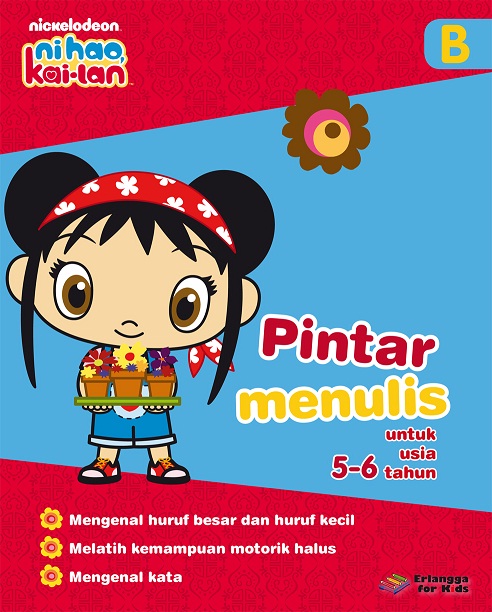 nickelodeon
ni hao,
kai-lan
™
B
Pintar
menulis
untuk
usia
5-6 tahun
Mengenal huruf besar dan huruf kecil
Melatih kemampuan motorik halus
Mengenal kata
Erlangga
for Kids